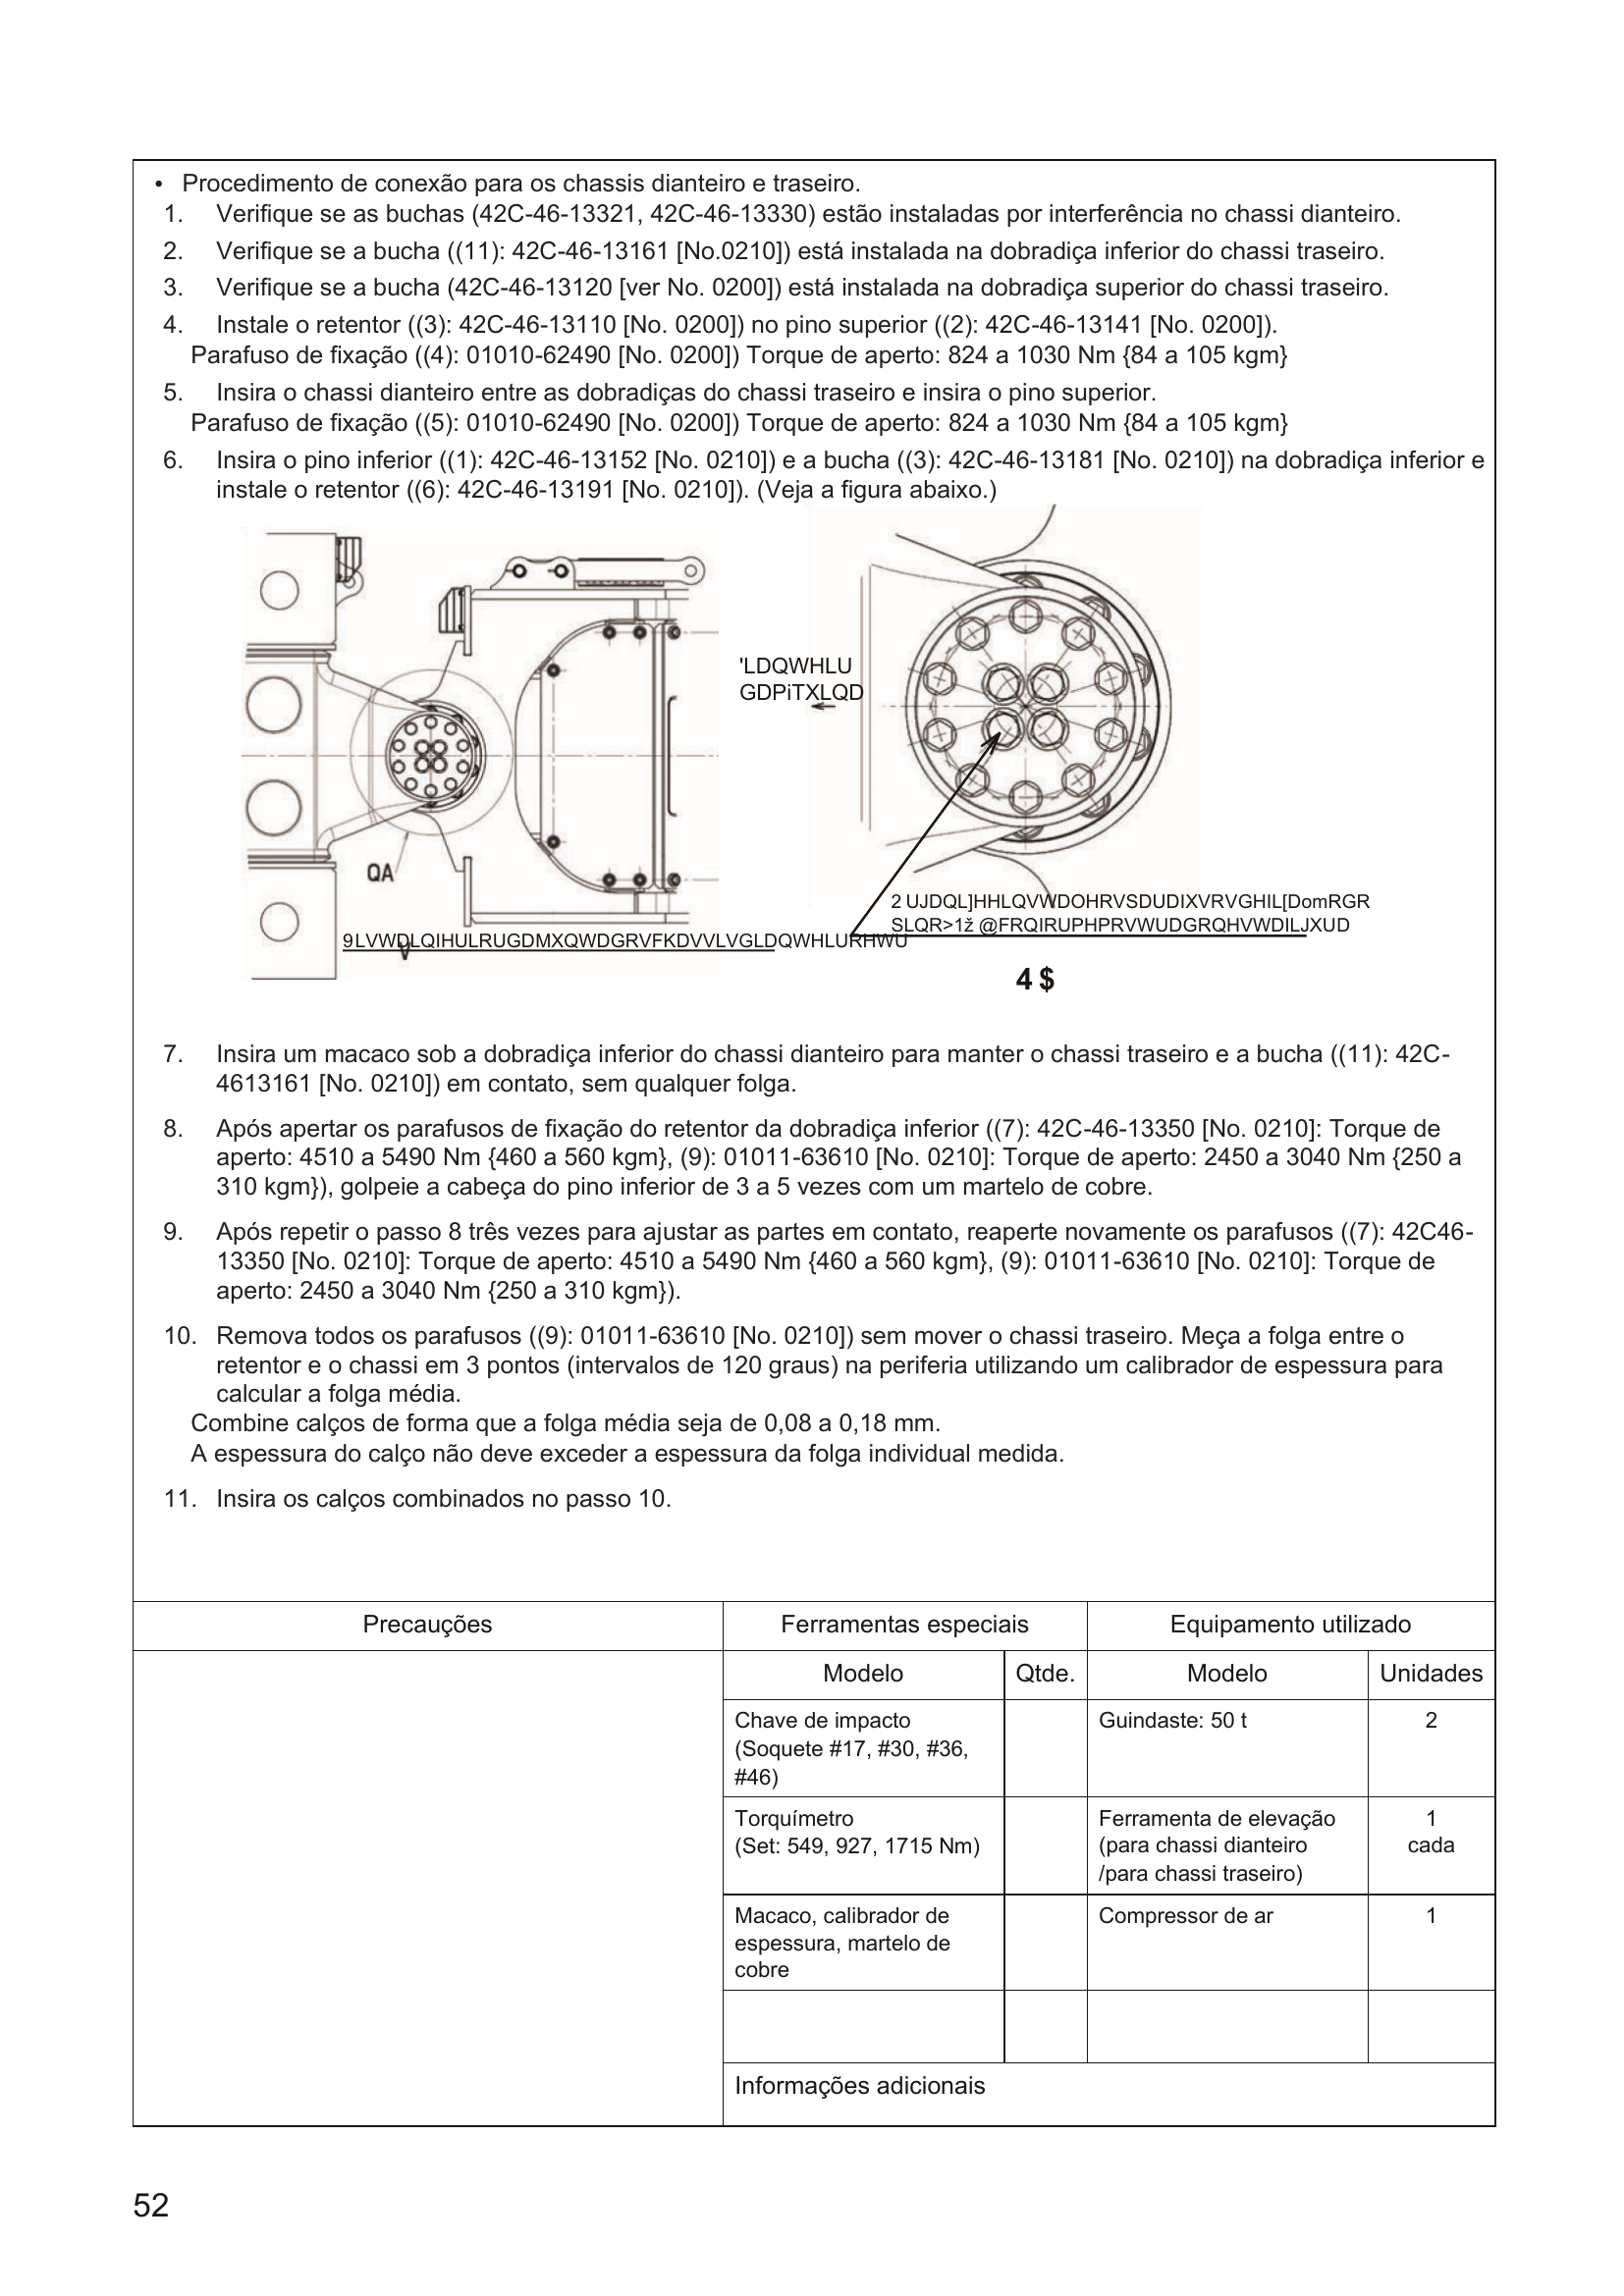 • Procedimento de conexão para os chassis dianteiro e traseiro.
1. Verifique se as buchas (42C-46-13321, 42C-46-13330) estão instaladas por interferência no chassi dianteiro.
2. Verifique se a bucha ((11): 42C-46-13161 [No.0210]) está instalada na dobradiça inferior do chassi traseiro.
3. Verifique se a bucha (42C-46-13120 [ver No. 0200]) está instalada na dobradiça superior do chassi traseiro.
4. Instale o retentor ((3): 42C-46-13110 [No. 0200]) no pino superior ((2): 42C-46-13141 [No. 0200]).
Parafuso de fixação ((4): 01010-62490 [No. 0200]) Torque de aperto: 824 a 1030 Nm {84 a 105 kgm}
5. Insira o chassi dianteiro entre as dobradiças do chassi traseiro e insira o pino superior.
Parafuso de fixação ((5): 01010-62490 [No. 0200]) Torque de aperto: 824 a 1030 Nm {84 a 105 kgm}
6. Insira o pino inferior ((1): 42C-46-13152 [No. 0210]) e a bucha ((3): 42C-46-13181 [No. 0210]) na dobradiça inferior e
instale o retentor ((6): 42C-46-13191 [No. 0210]). (Veja a figura abaixo.)
'LDQWHLU
GDPiTXLQD
QA
2 UJDQL]HHLQVWDOHRVSDUDIXVRVGHIL[DomRGR
SLQR>1ž @FRQIRUPHPRVWUDGRQHVWDILJXUD
9LVWDLQIHULRUGDMXQWDGRVFKDVVLVGLDQWHLURHWU
4 $
7. Insira um macaco sob a dobradiça inferior do chassi dianteiro para manter o chassi traseiro e a bucha ((11): 42C-
4613161 [No. 0210]) em contato, sem qualquer folga.
8. Após apertar os parafusos de fixação do retentor da dobradiça inferior ((7): 42C-46-13350 [No. 0210]: Torque de
aperto: 4510 a 5490 Nm {460 a 560 kgm}, (9): 01011-63610 [No. 0210]: Torque de aperto: 2450 a 3040 Nm {250 a
310 kgm}), golpeie a cabeça do pino inferior de 3 a 5 vezes com um martelo de cobre.
9. Após repetir o passo 8 três vezes para ajustar as partes em contato, reaperte novamente os parafusos ((7): 42C46-
13350 [No. 0210]: Torque de aperto: 4510 a 5490 Nm {460 a 560 kgm}, (9): 01011-63610 [No. 0210]: Torque de
aperto: 2450 a 3040 Nm {250 a 310 kgm}).
10. Remova todos os parafusos ((9): 01011-63610 [No. 0210]) sem mover o chassi traseiro. Meça a folga entre o
retentor e o chassi em 3 pontos (intervalos de 120 graus) na periferia utilizando um calibrador de espessura para
calcular a folga média.
Combine calços de forma que a folga média seja de 0,08 a 0,18 mm.
A espessura do calço não deve exceder a espessura da folga individual medida.
11. Insira os calços combinados no passo 10.
Precauções Ferramentas especiais Equipamento utilizado
Modelo Qtde. Modelo Unidades
Chave de impacto Guindaste: 50 t 2
(Soquete #17, #30, #36,
#46)
Torquímetro Ferramenta de elevação 1
(Set: 549, 927, 1715 Nm) (para chassi dianteiro cada
/para chassi traseiro)
Macaco, calibrador de Compressor de ar 1
espessura, martelo de
cobre
Informações adicionais
52